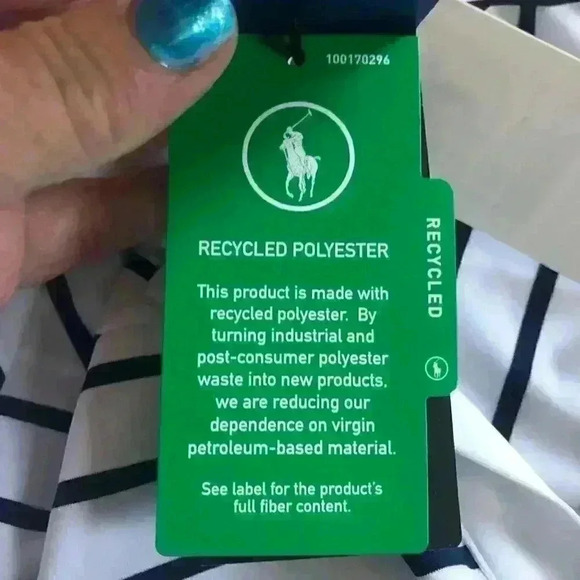 100170296
RECYCLED POLYESTER
This product is made with
recycled polyester. By
turning industrial and
post-consumer polyester
waste into new products,
we are reducing our
dependence on virgin
petroleum-based material.
See label for the product's
full fiber content.
RECYCLED